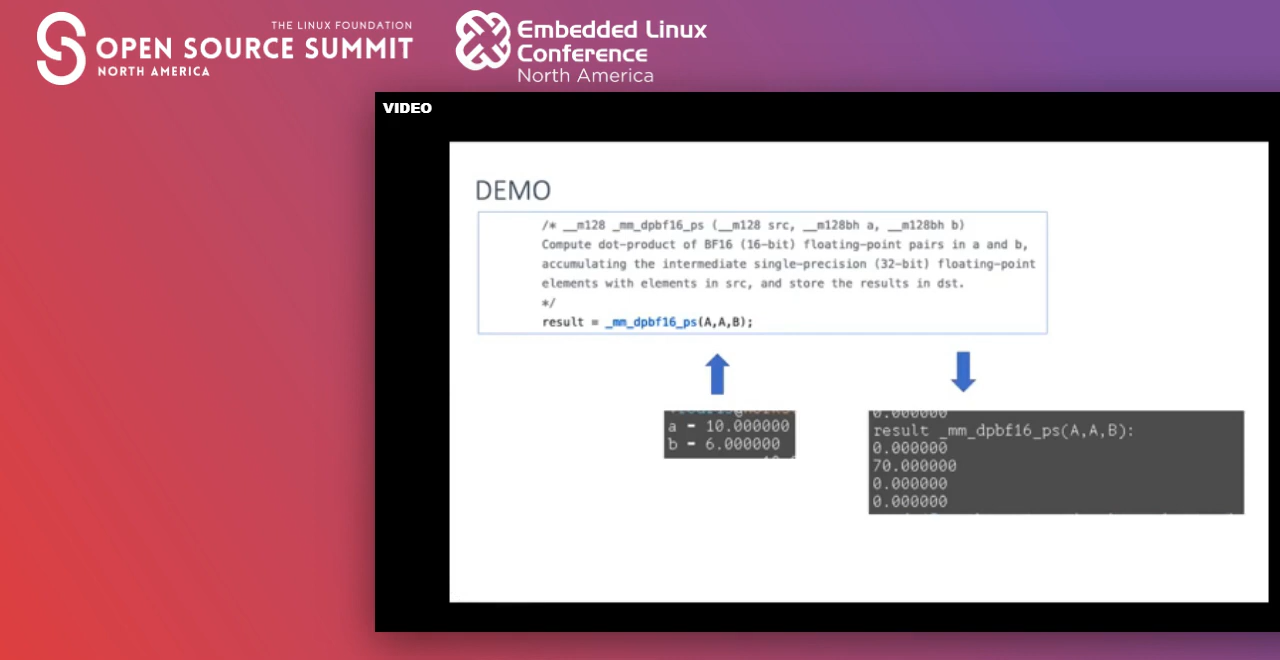 THE LINUX FOUNDATION
OPEN SOURCE SUMMIT
NORTH AMERICA
Embedded Linux
Conference
North America
VIDEO
DEMO
/* __m128 _mm_dpbf16_ps (__m128 src, __m128bh a, __m128bh b)
Compute dot-product of BF16 (16-bit) floating-point pairs in a and b,
accumulating the intermediate single-precision (32-bit) floating-point
elements with elements in src, and store the results in dst.
*/
result = _mm_dpbf16_ps(A,A,B);
a = 10.000000
b = 6.000000
0.000000
result _mm_dpbf16_ps(A,A,B):
0.000000
70.000000
0.000000
0.000000